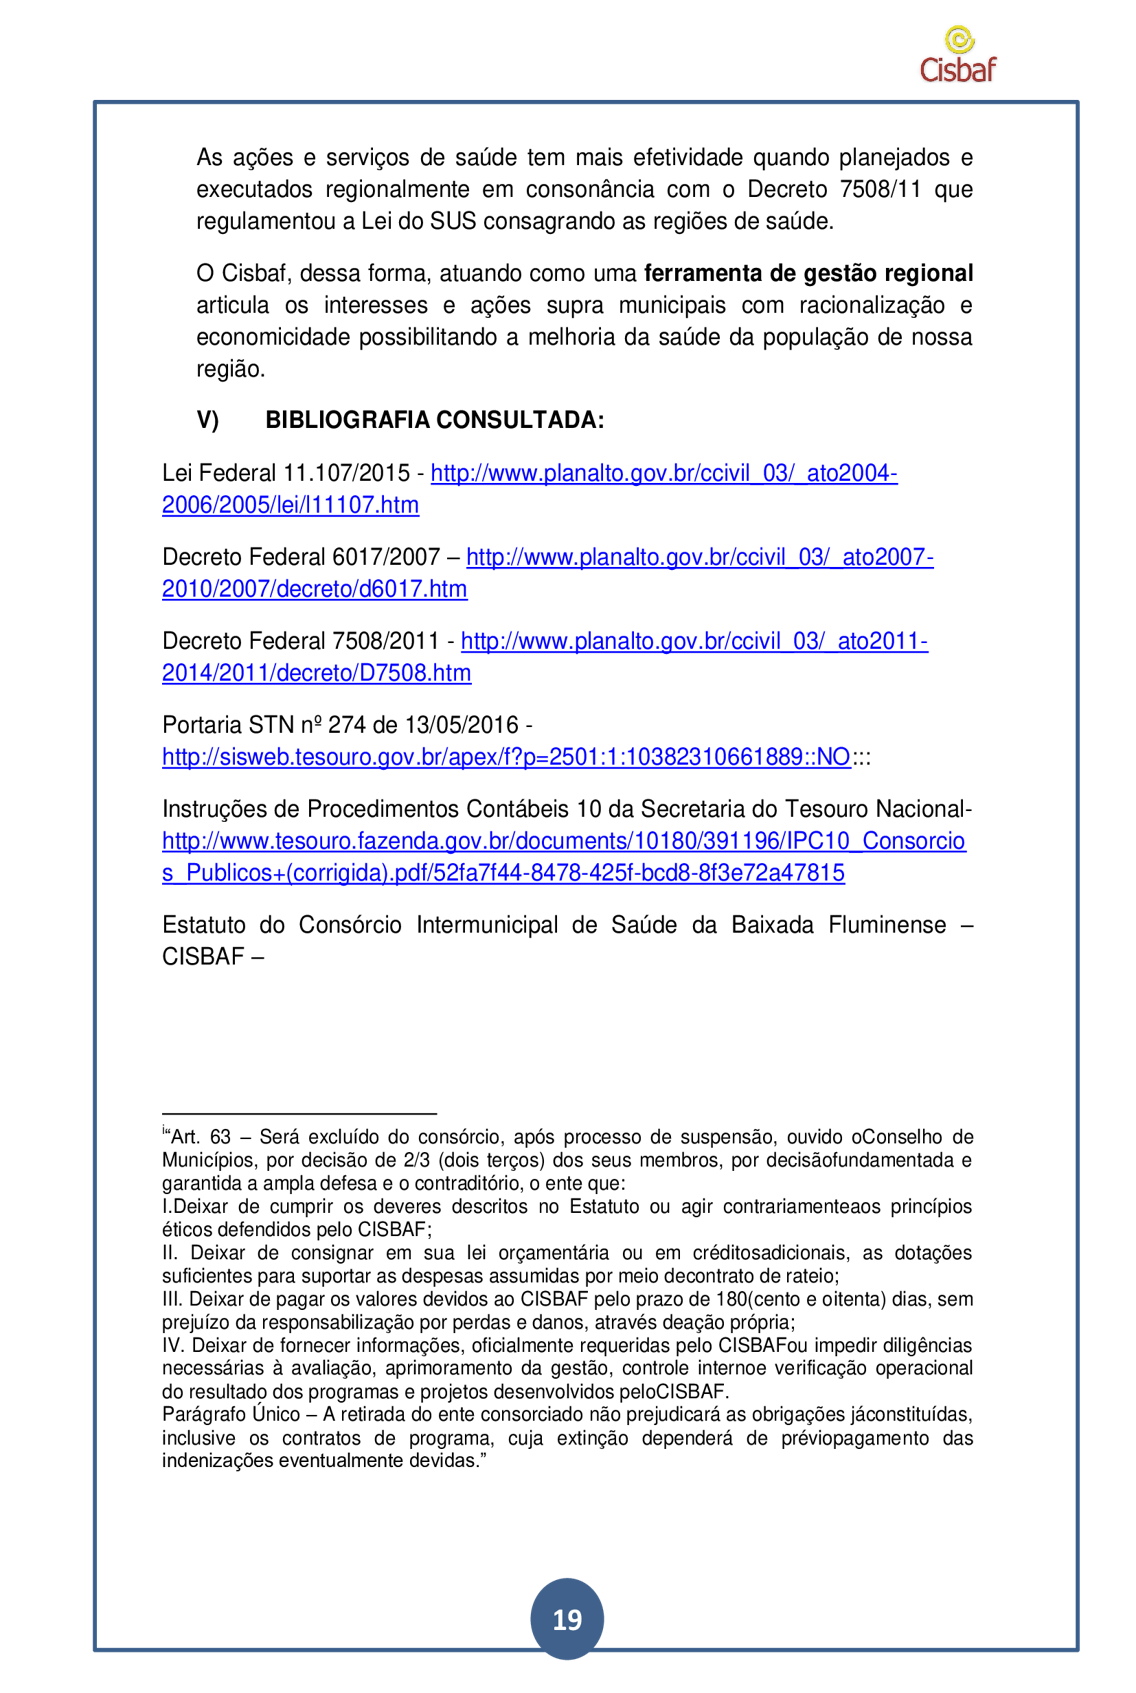 Cisbaf
As ações e serviços de saúde tem mais efetividade quando planejados e
executados regionalmente em consonância com o Decreto 7508/11 que
regulamentou a Lei do SUS consagrando as regiões de saúde.
O Cisbaf, dessa forma, atuando como uma ferramenta de gestão regional
articula os interesses e ações supra municipais com racionalização e
economicidade possibilitando a melhoria da saúde da população de nossa
região.
V) BIBLIOGRAFIA CONSULTADA:
Lei Federal 11.107/2015 - http://www.planalto.gov.br/ccivil_03/_ato2004-
2006/2005/lei/l11107.htm
Decreto Federal 6017/2007 – http://www.planalto.gov.br/ccivil_03/_ato2007-
2010/2007/decreto/d6017.htm
Decreto Federal 7508/2011 - http://www.planalto.gov.br/ccivil_03/_ato2011-
2014/2011/decreto/D7508.htm
Portaria STN nº 274 de 13/05/2016 -
http://sisweb.tesouro.gov.br/apex/f?p=2501:1:10382310661889::NO:::
Instruções de Procedimentos Contábeis 10 da Secretaria do Tesouro Nacional-
http://www.tesouro.fazenda.gov.br/documents/10180/391196/IPC10_Consorcio
s_Publicos+(corrigida).pdf/52fa7f44-8478-425f-bcd8-8f3e72a47815
Estatuto do Consórcio Intermunicipal de Saúde da Baixada Fluminense –
CISBAF –
i“Art. 63 – Será excluído do consórcio, após processo de suspensão, ouvido oConselho de
Municípios, por decisão de 2/3 (dois terços) dos seus membros, por decisãofundamentada e
garantida a ampla defesa e o contraditório, o ente que:
I.Deixar de cumprir os deveres descritos no Estatuto ou agir contrariamenteaos princípios
éticos defendidos pelo CISBAF;
II. Deixar de consignar em sua lei orçamentária ou em créditosadicionais, as dotações
suficientes para suportar as despesas assumidas por meio decontrato de rateio;
III. Deixar de pagar os valores devidos ao CISBAF pelo prazo de 180(cento e oitenta) dias, sem
prejuízo da responsabilização por perdas e danos, através deação própria;
IV. Deixar de fornecer informações, oficialmente requeridas pelo CISBAFou impedir diligências
necessárias à avaliação, aprimoramento da gestão, controle internoe verificação operacional
do resultado dos programas e projetos desenvolvidos peloCISBAF.
Parágrafo Único – A retirada do ente consorciado não prejudicará as obrigações jáconstituídas,
inclusive os contratos de programa, cuja extinção dependerá de préviopagamento das
indenizações eventualmente devidas.”
19